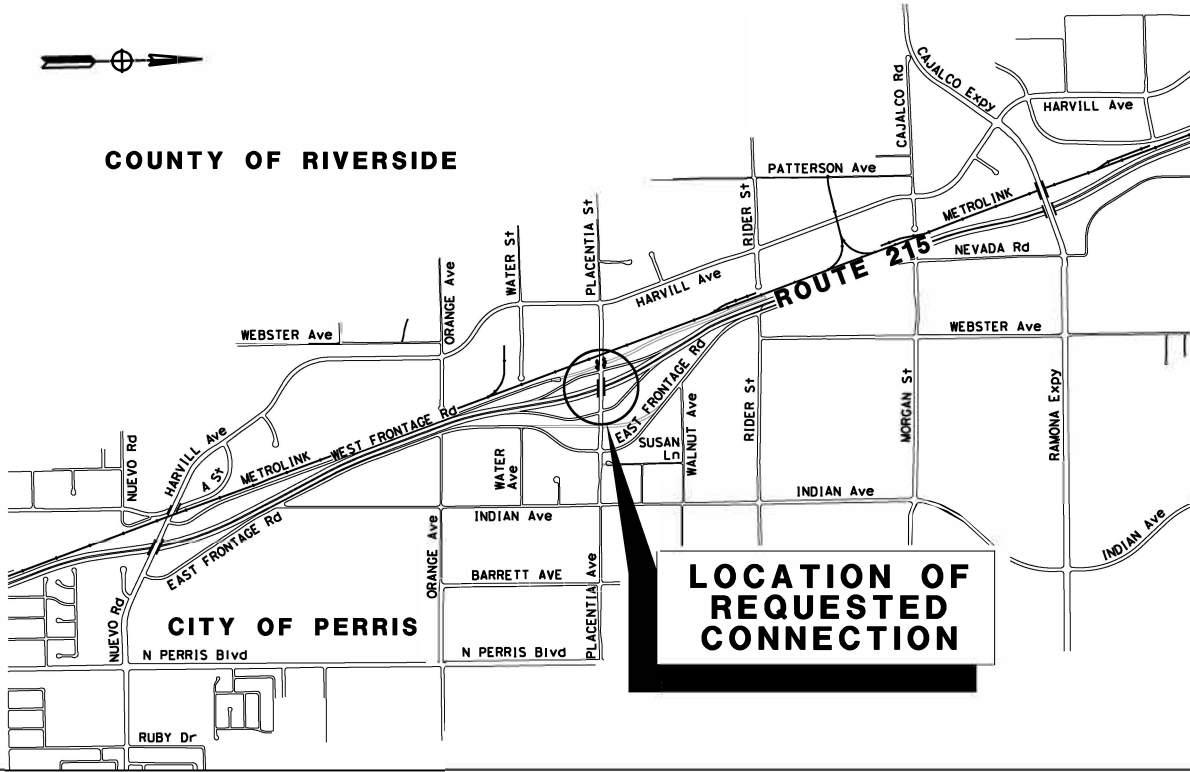 COUNTY OF RIVERSIDE
CAJALCO Rd
CAJALCO Expy
HARVILL Ave
PATTERSON Ave
METROLINK
RIDER St
PLACENTIA St
WATER St
ORANGE Ave
HARVILL Ave
ROUTE 215
NEVADA Rd
WEBSTER Ave
WEBSTER Ave
EAST FRONTAGE Rd
WALNUT Ave
RIDER St
MORGAN St
RAMONA Expy
WEST FRONTAGE Rd
HARVILL Ave
NUEVO Rd
A St
METROLINK
SUSAN
Ln
WATER
Ave
INDIAN Ave
INDIAN Ave
INDIAN Ave
EAST FRONTAGE Rd
ORANGE Ave
BARRETT AVE
PLACENTIA Ave
LOCATION OF
REQUESTED
CONNECTION
NUEVO Rd
CITY OF PERRIS
N PERRIS Blvd
N PERRIS Blvd
RUBY Dr